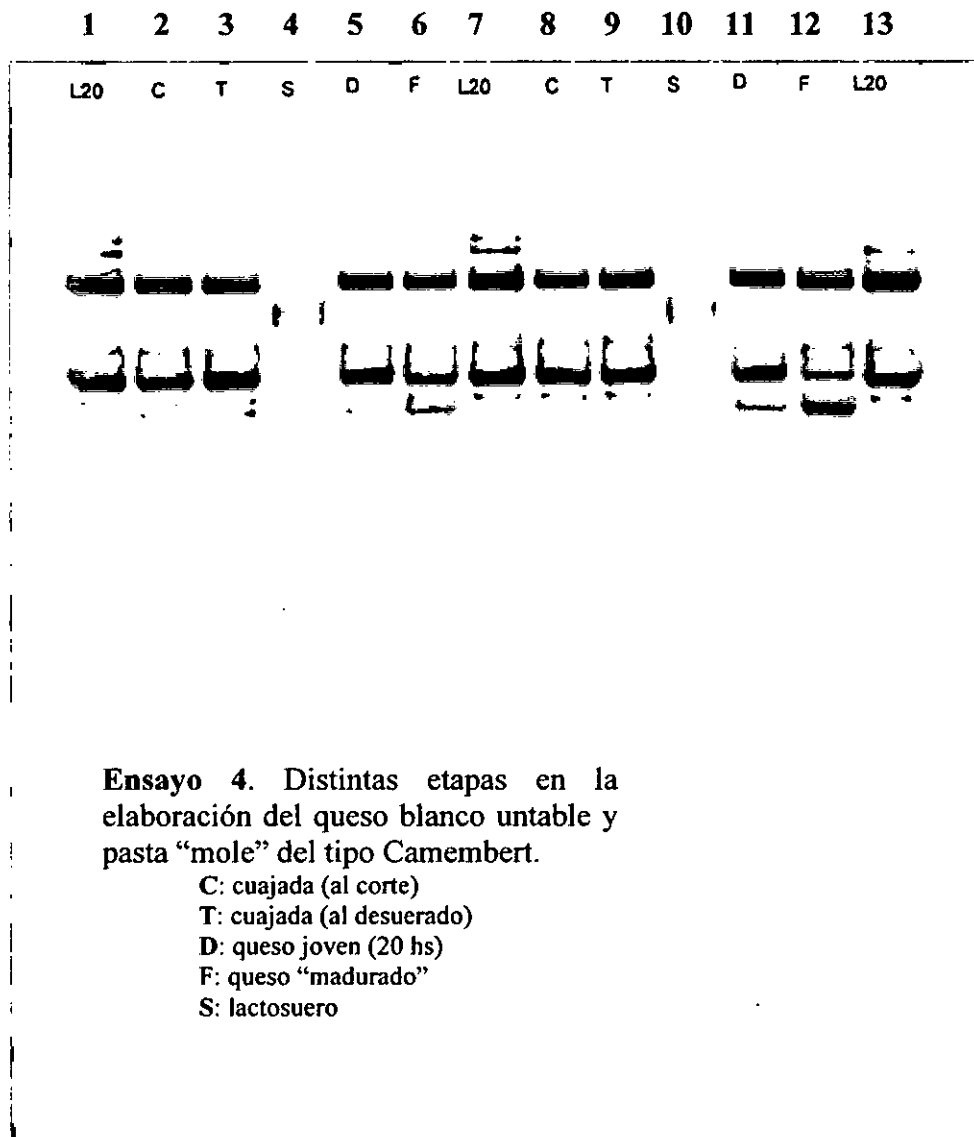 1 2 3 4 5 6 7 8 9 10 11 12 13
L20 C T S D F L20 C T S D F L20
Ensayo 4. Distintas etapas en la
elaboración del queso blanco untable y
pasta “mole” del tipo Camembert.
C: cuajada (al corte)
T: cuajada (al desuerado)
D: queso joven (20 hs)
F: queso “madurado”
S: lactosuero